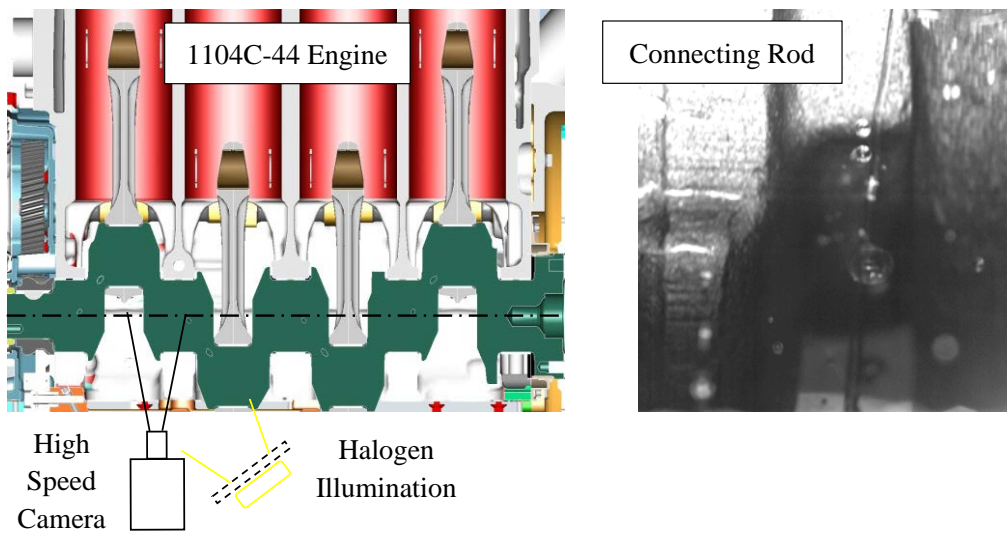 1104C-44 Engine
Connecting Rod
High
Speed
Camera
Halogen
Illumination